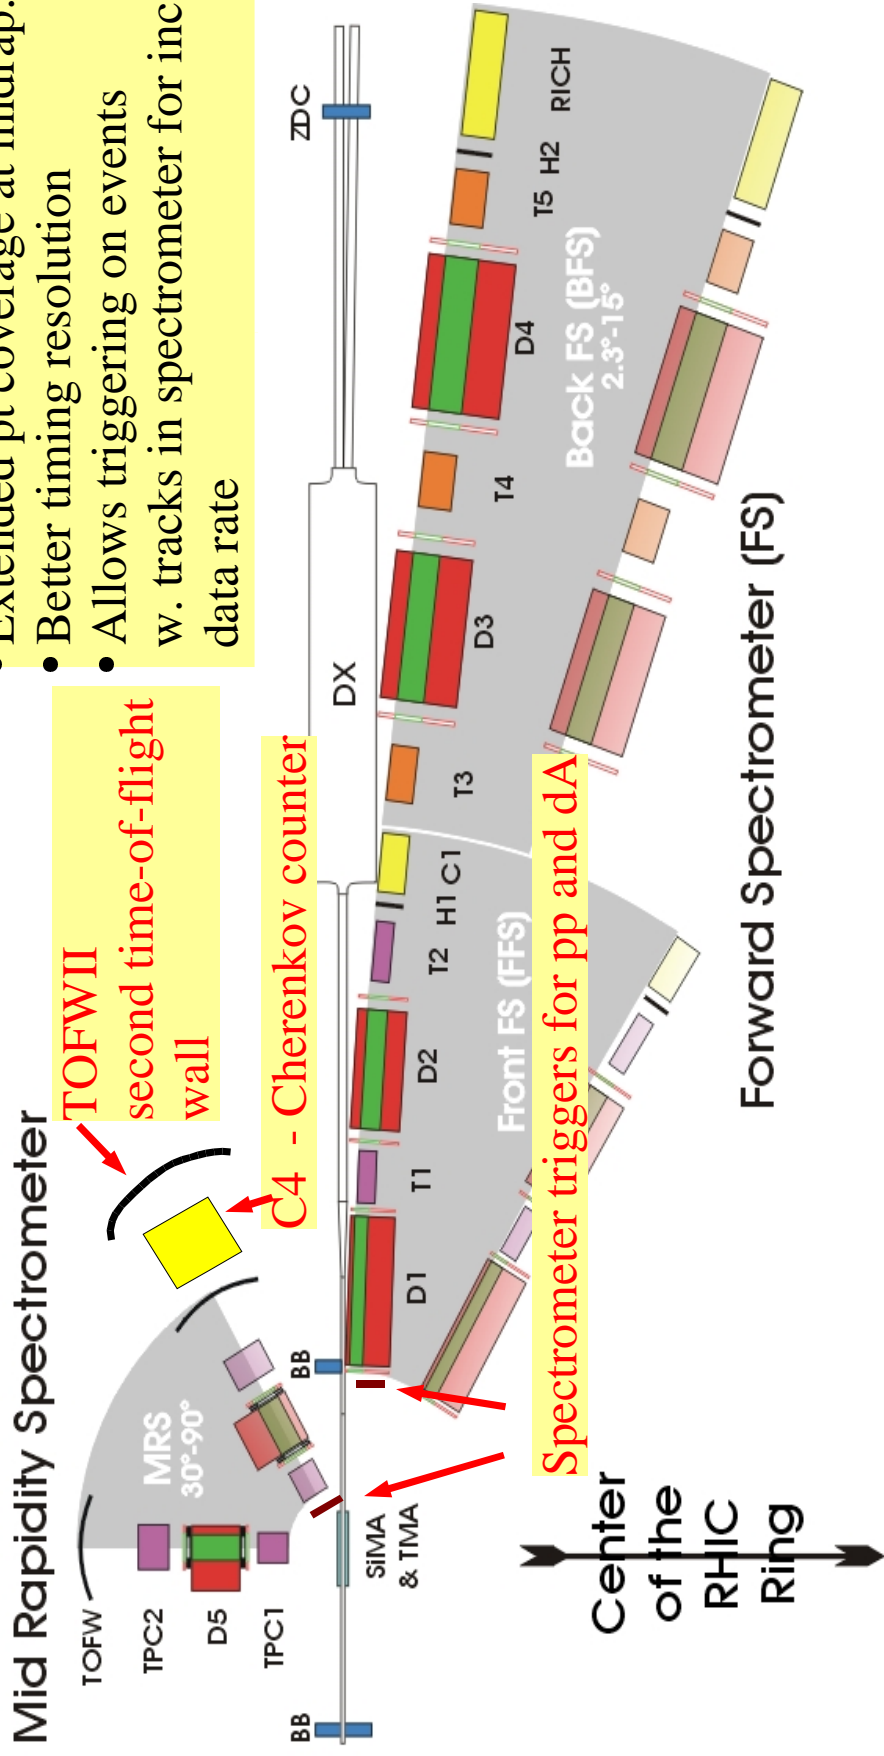 • Extended pt coverage at midrap.
• Better timing resolution
• Allows triggering on events
w. tracks in spectrometer for inc
data rate
Mid Rapidity Spectrometer
TOFWII
second time-of-flight
wall
C4 - Cherenkov counter
MRS
30°-90°
TOFW
TPC2
D5
TPC1
BB
BB
ZDC
DX
SiMA
& TMA
D1
T1
D2
T2
H1 C1
T3
D3
T4
D4
T5
H2
RICH
Front FS (FFS)
Back FS (BFS)
2.3°-15°
Spectrometer triggers for pp and dA
Forward Spectrometer (FS)
Center
of the
RHIC
Ring